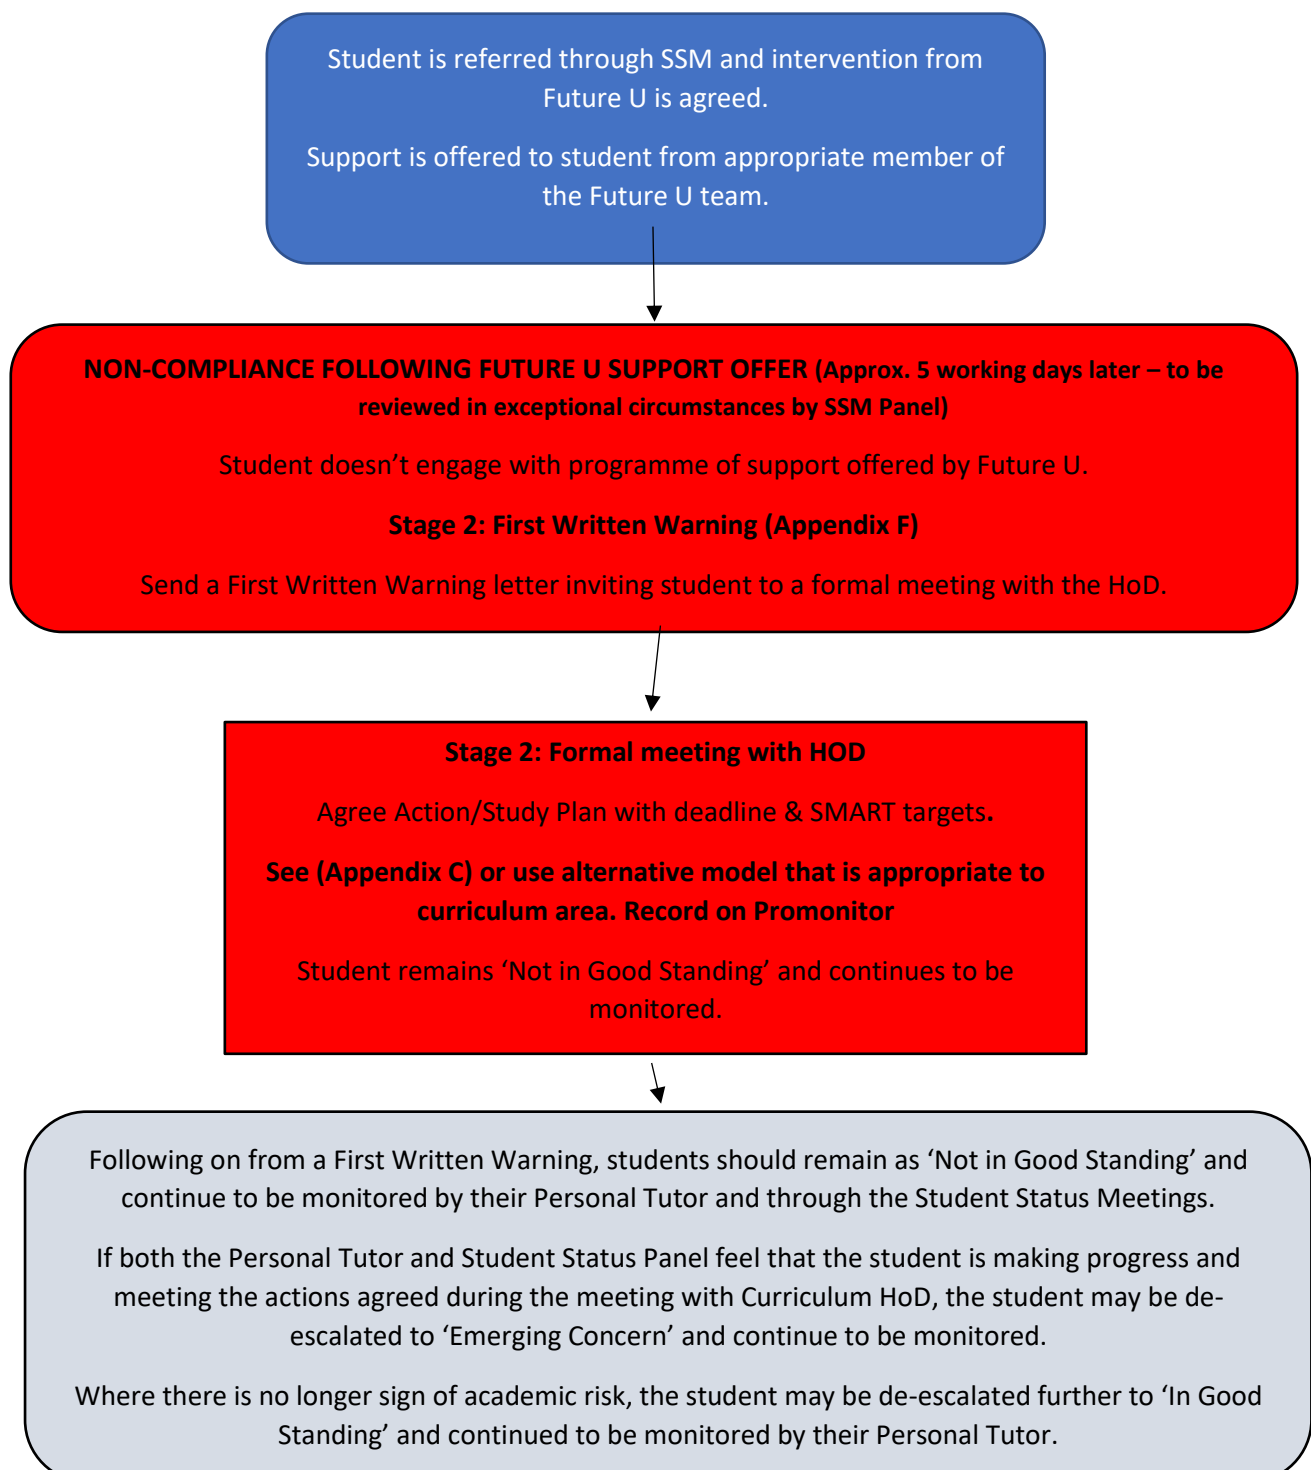 Student is referred through SSM and intervention from
Future U is agreed.
Support is offered to student from appropriate member of
the Future U team.
NON-COMPLIANCE FOLLOWING FUTURE U SUPPORT OFFER (Approx. 5 working days later – to be
reviewed in exceptional circumstances by SSM Panel)
Student doesn’t engage with programme of support offered by Future U.
Stage 2: First Written Warning (Appendix F)
Send a First Written Warning letter inviting student to a formal meeting with the HoD.
Stage 2: Formal meeting with HOD
Agree Action/Study Plan with deadline & SMART targets.
See (Appendix C) or use alternative model that is appropriate to
curriculum area. Record on Promonitor
Student remains ‘Not in Good Standing’ and continues to be
monitored.
Following on from a First Written Warning, students should remain as ‘Not in Good Standing’ and
continue to be monitored by their Personal Tutor and through the Student Status Meetings.
If both the Personal Tutor and Student Status Panel feel that the student is making progress and
meeting the actions agreed during the meeting with Curriculum HoD, the student may be de-
escalated to ‘Emerging Concern’ and continue to be monitored.
Where there is no longer sign of academic risk, the student may be de-escalated further to ‘In Good
Standing’ and continued to be monitored by their Personal Tutor.